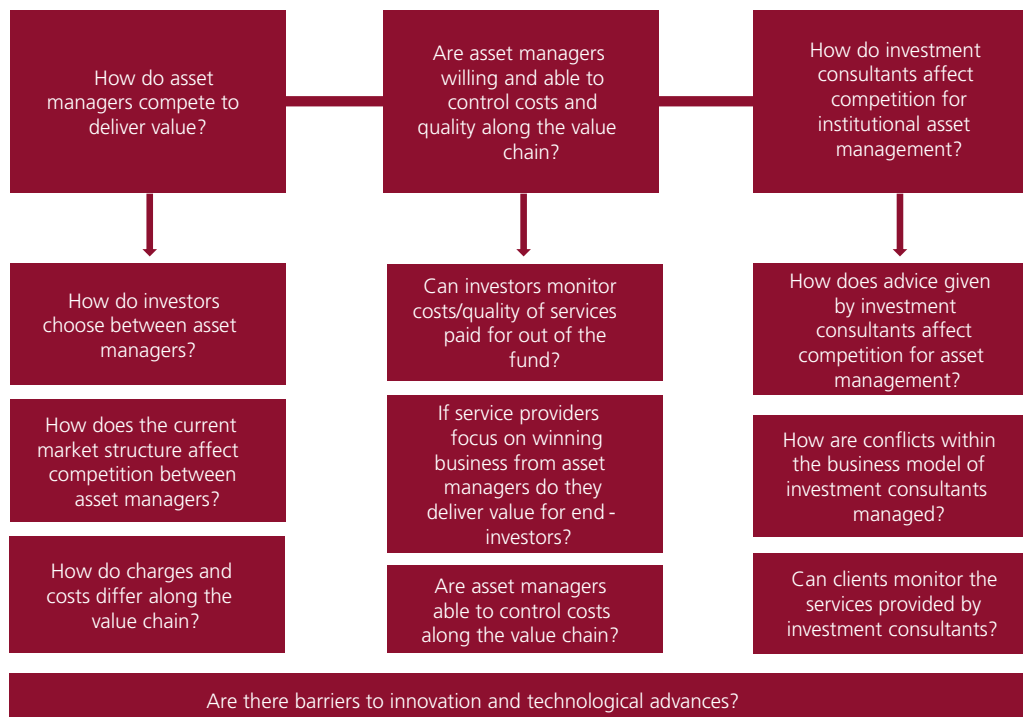 How do asset
managers compete to
deliver value?
Are asset managers
willing and able to
control costs and
quality along the value
chain?
How do investment
consultants affect
competition for
institutional asset
management?
How do investors
choose between asset
managers?
How does the current
market structure affect
competition between
asset managers?
How do charges and
costs differ along the
value chain?
Can investors monitor
costs/quality of services
paid for out of the
fund?
If service providers
focus on winning
business from asset
managers do they
deliver value for end-
investors?
Are asset managers
able to control costs
along the value chain?
How does advice given
by investment
consultants affect
competition for asset
management?
How are conflicts within
the business model of
investment consultants
managed?
Can clients monitor the
services provided by
investment consultants?
Are there barriers to innovation and technological advances?